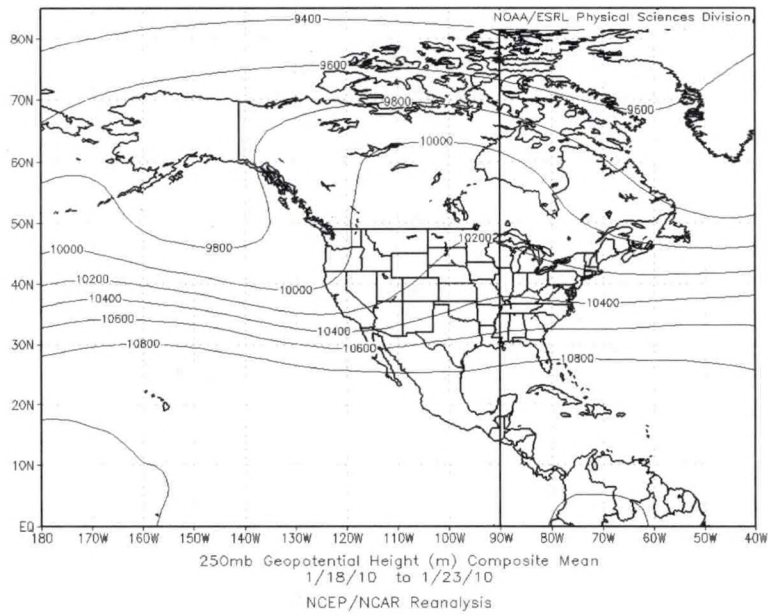 NOAA/ESRL Physical Sciences Division
9400
85N
80N
9600
70N
9800
9600
10000
60N
50N
9800
10200
10000
10200
10000
40N
10400
10400
10600
10400
30N
10800
10600
10800
20N
10N
EQ
180 170W 160W 150W 140W 130W 120W 110W 100W 90W 80W 70W 60W 50W 40W
250mb Geopotential Height (m) Composite Mean
1/18/10 to 1/23/10
NCEP/NCAR Reanalysis